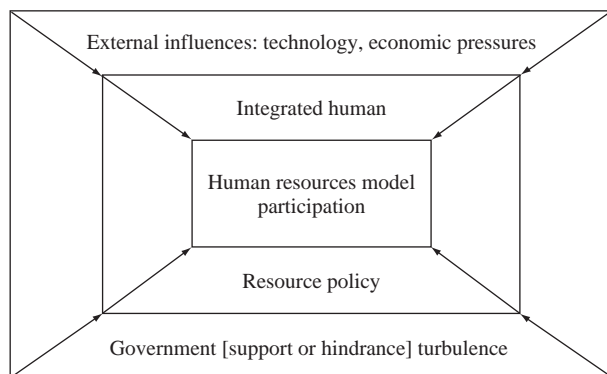 External influences: technology, economic pressures
Integrated human
Human resources model
participation
Resource policy
Government [support or hindrance] turbulence